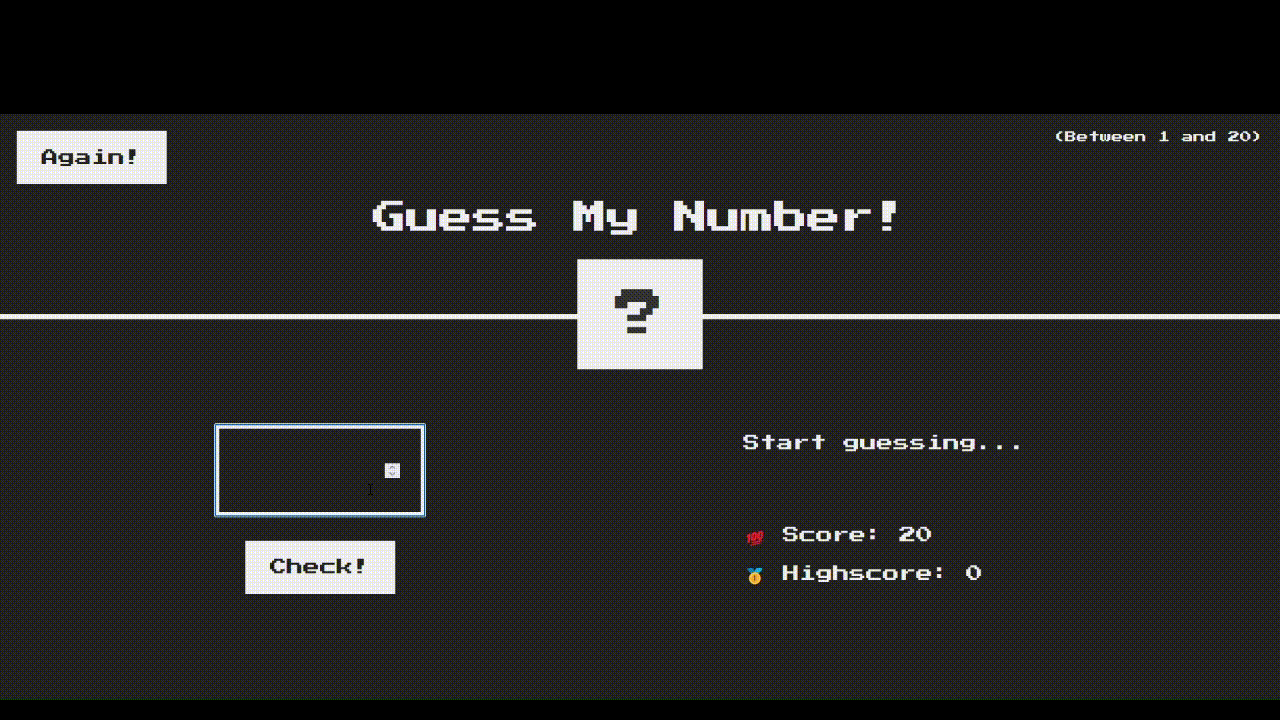 Again!
(Between 1 and 20)
Guess My Number!
?
Start guessing...
💯 Score: 20
🥇 Highscore: 0
Check!